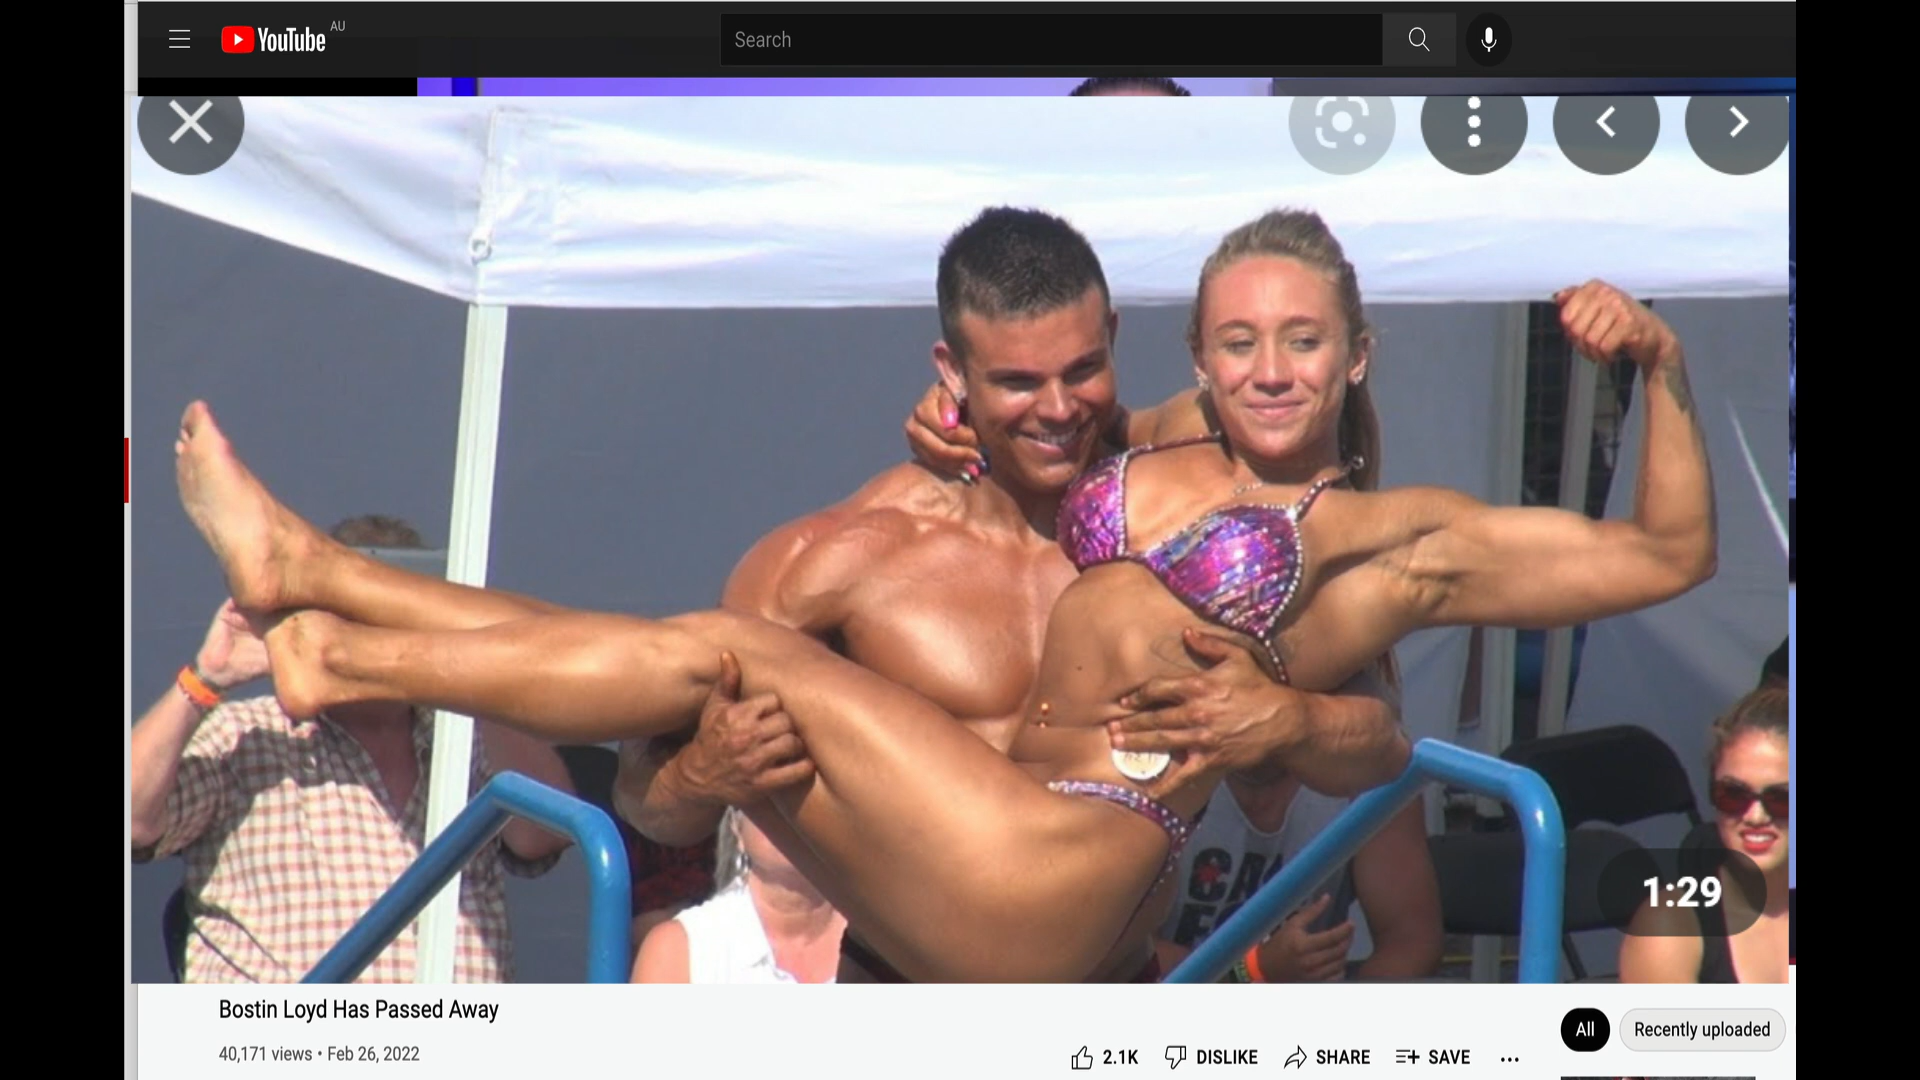 YouTube AU
Search
1:29
Bostin Loyd Has Passed Away
40,171 views • Feb 26, 2022
2.1K DISLIKE SHARE SAVE
All Recently uploaded